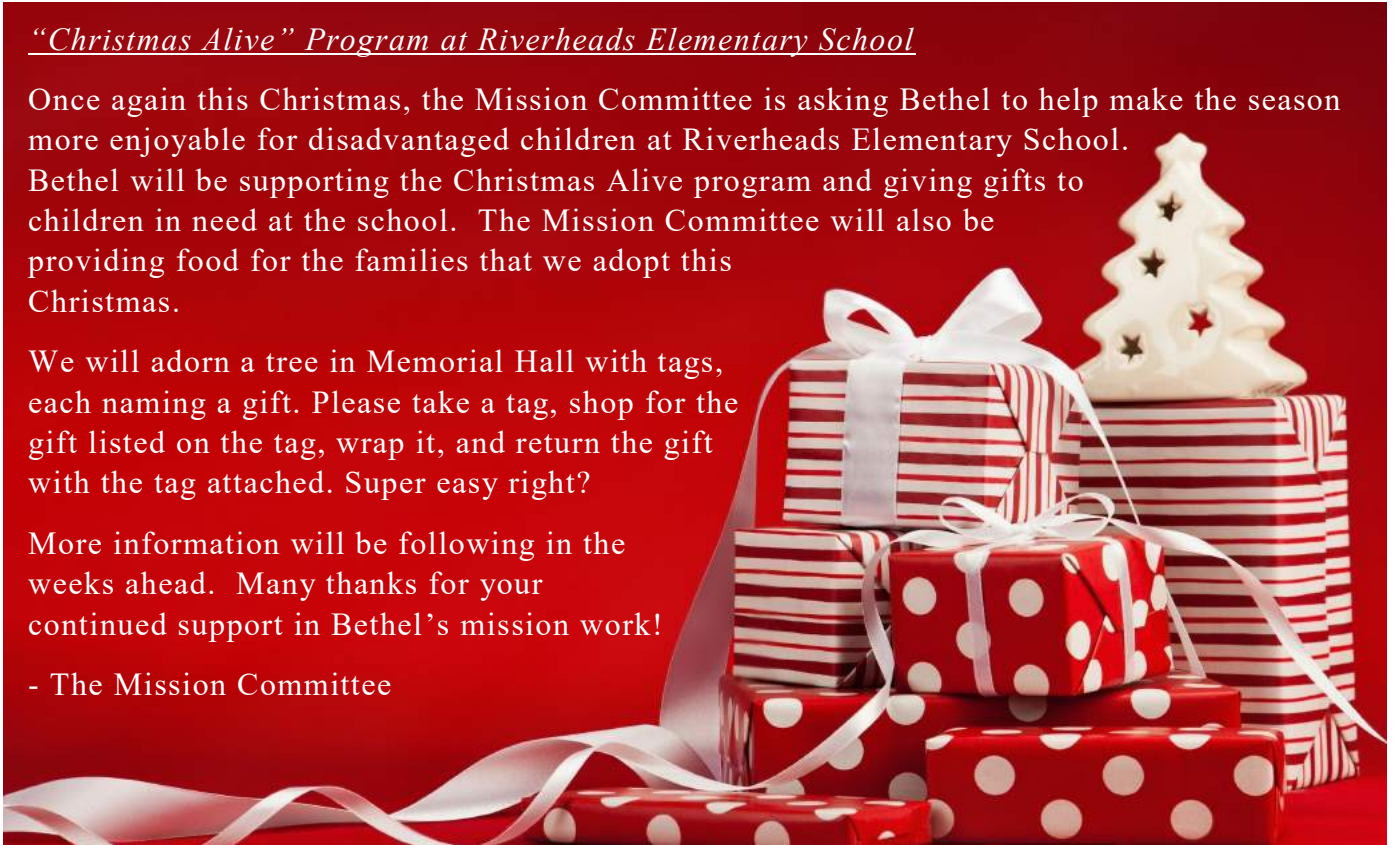 “Christmas Alive” Program at Riverheads Elementary School
Once again this Christmas, the Mission Committee is asking Bethel to help make the season
more enjoyable for disadvantaged children at Riverheads Elementary School.
Bethel will be supporting the Christmas Alive program and giving gifts to
children in need at the school.  The Mission Committee will also be
providing food for the families that we adopt this
Christmas.
We will adorn a tree in Memorial Hall with tags,
each naming a gift. Please take a tag, shop for the
gift listed on the tag, wrap it, and return the gift
with the tag attached. Super easy right?
More information will be following in the
weeks ahead.  Many thanks for your
continued support in Bethel’s mission work!
- The Mission Committee